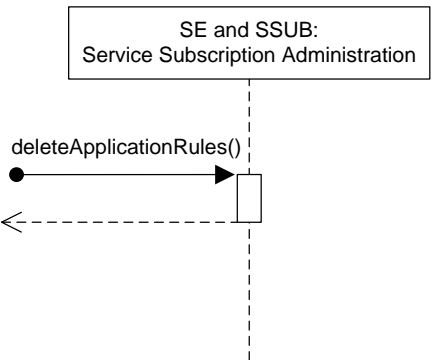 SE and SSUB:
Service Subscription Administration
deleteApplicationRules()